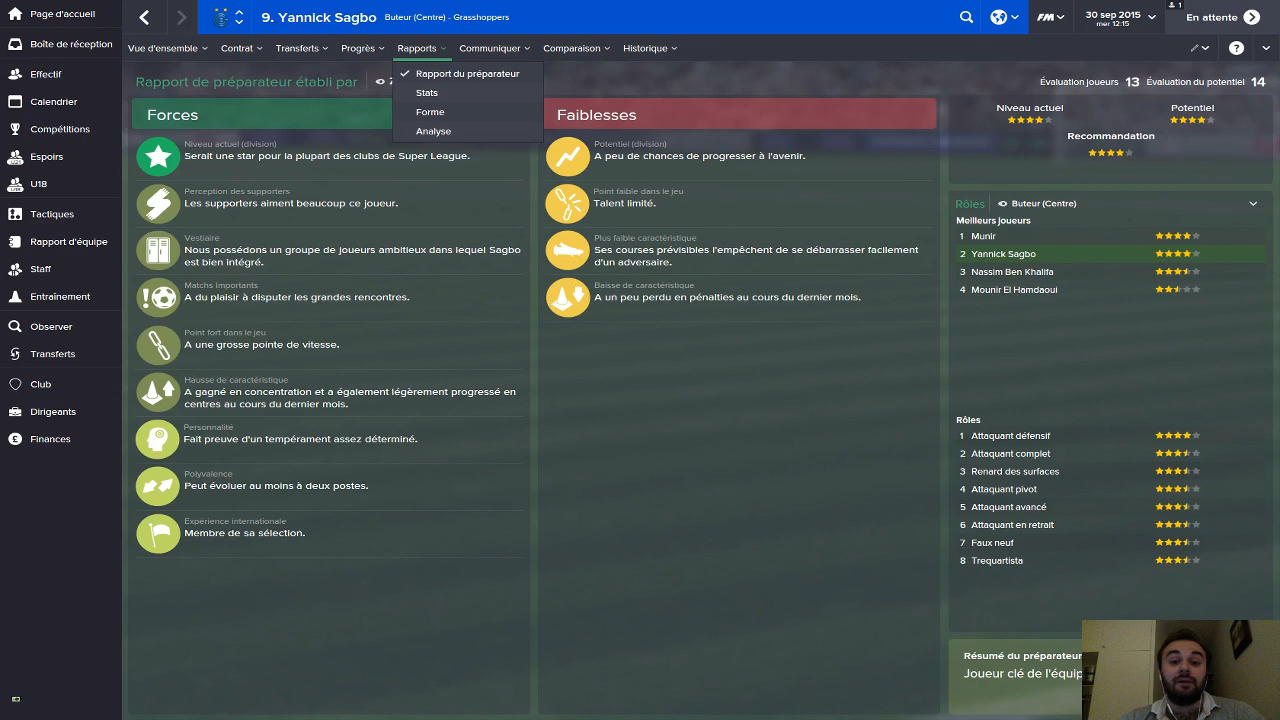 Page d'accueil
Boîte de réception
Effectif
Calendrier
Compétitions
Espoirs
U18
Tactiques
Rapport d'équipe
Staff
Entraînement
Observer
Transferts
Club
Dirigeants
Finances
9. Yannick Sagbo
Buteur (Centre) - Grasshoppers
FM
30 sep 2015
mer 12:15
1
En attente
Vue d'ensemble
Contrat
Transferts
Progrès
Rapports
Communiquer
Comparaison
Historique
?
Rapport du préparateur
Stats
Forme
Analyse
Rapport de préparateur établi par
Évaluation joueurs 13 Évaluation du potentiel 14
Forces
Niveau actuel (division)
Serait une star pour la plupart des clubs de Super League.
Perception des supporters
Les supporters aiment beaucoup ce joueur.
Vestiaire
Nous possédons un groupe de joueurs ambitieux dans lequel Sagbo
est bien intégré.
Matchs Importants
A du plaisir à disputer les grandes rencontres.
Point fort dans le jeu
A une grosse pointe de vitesse.
Hausse de caractéristique
A gagné en concentration et a également légèrement progressé en
centres au cours du dernier mois.
Personnalité
Fait preuve d'un tempérament assez déterminé.
Polyvalence
Peut évoluer au moins à deux postes.
Expérience internationale
Membre de sa sélection.
Faiblesses
Potentiel (division)
A peu de chances de progresser à l'avenir.
Point faible dans le jeu
Talent limité.
Plus faible caractéristique
Ses courses prévisibles l'empêchent de se débarrasser facilement
d'un adversaire.
Baisse de caractéristique
A un peu perdu en pénalties au cours du dernier mois.
Niveau actuel
Potentiel
Recommandation
Rôles
Buteur (Centre)
Meilleurs joueurs
1 Munir
2 Yannick Sagbo
3 Nassim Ben Khalifa
4 Mounir El Hamdaoui
Rôles
1 Attaquant défensif
2 Attaquant complet
3 Renard des surfaces
4 Attaquant pivot
5 Attaquant avancé
6 Attaquant en retrait
7 Faux neuf
8 Trequartista
Résumé du préparateur
Joueur clé de l'équip